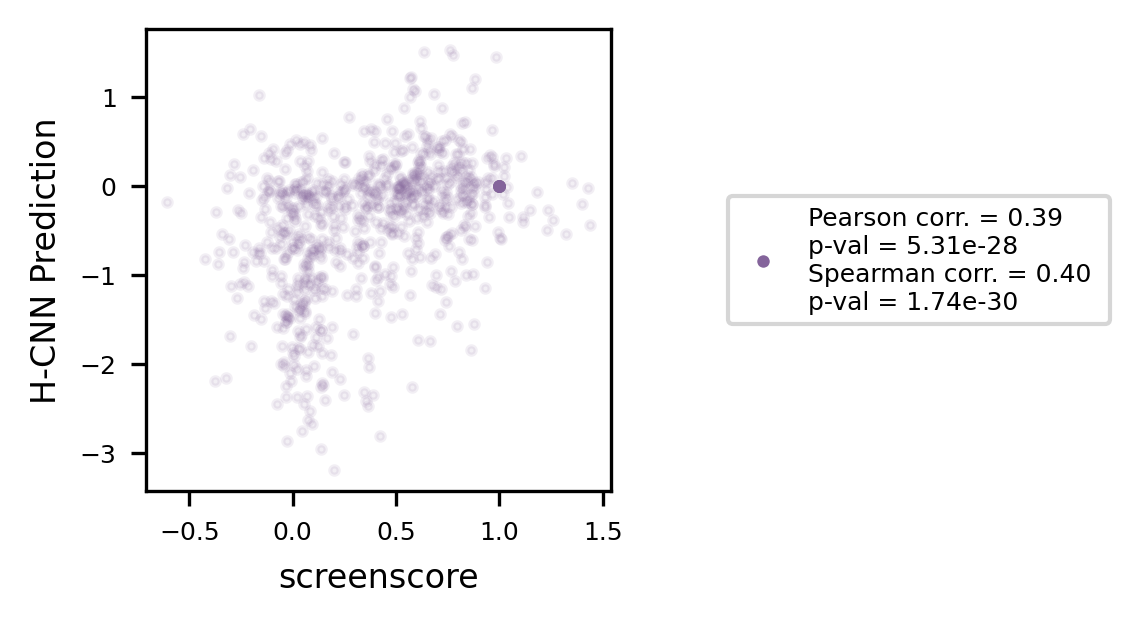 H-CNN Prediction
1
0
−1
−2
−3
−0.5
0.0
0.5
1.0
1.5
screenscore
Pearson corr. = 0.39
p-val = 5.31e-28
Spearman corr. = 0.40
p-val = 1.74e-30